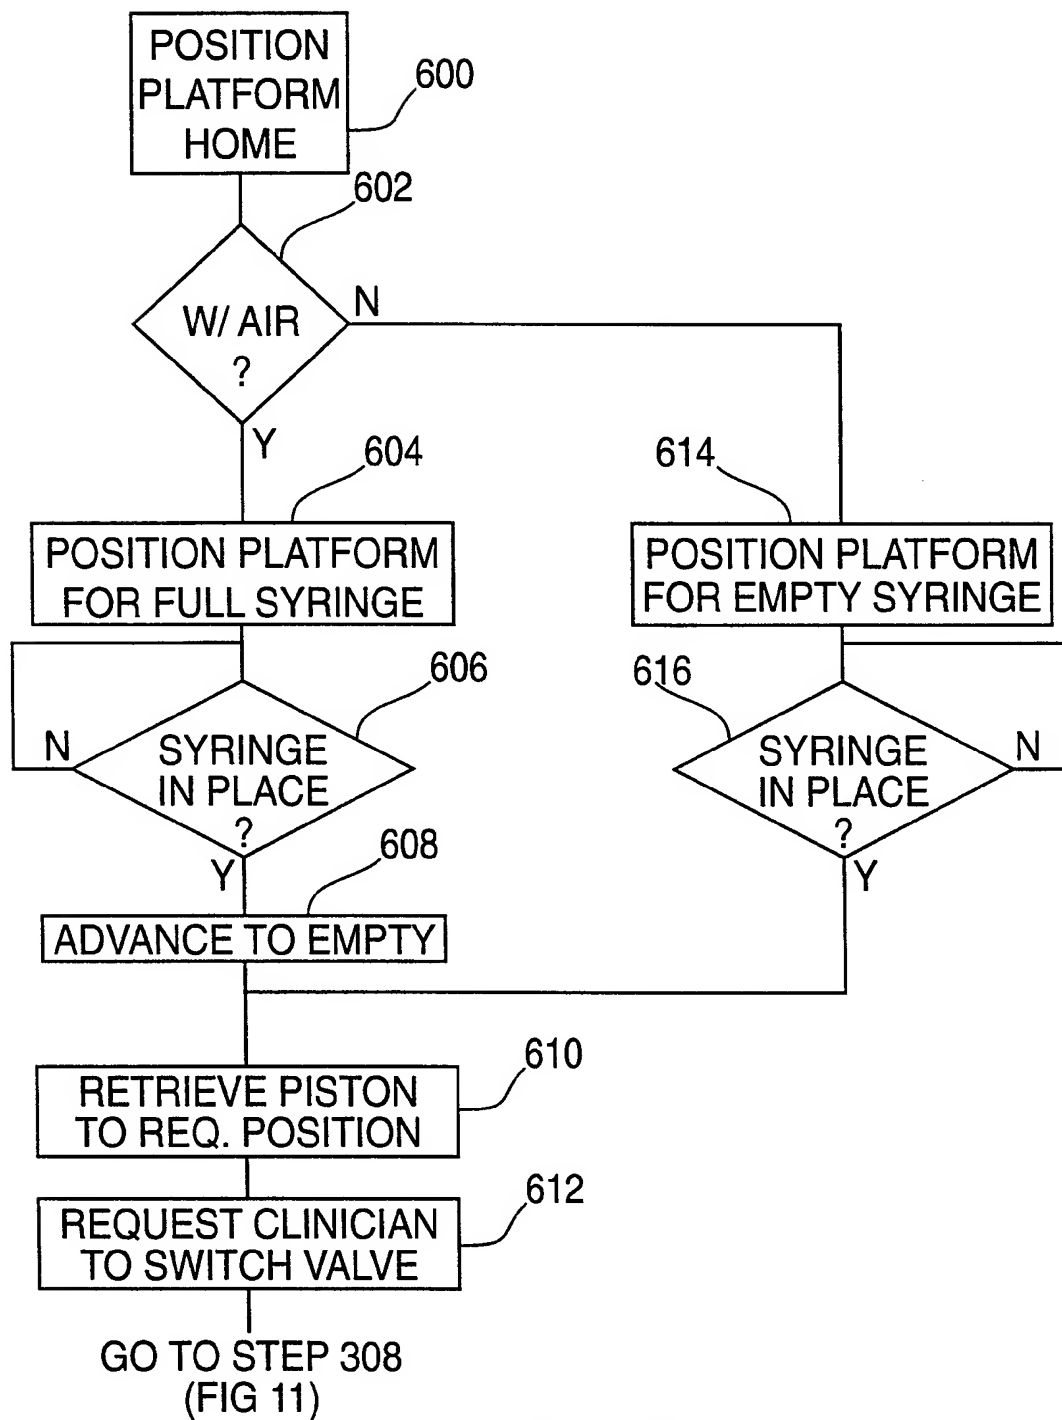 POSITION
PLATFORM
HOME
600
602
W/ AIR
?
N
Y
604
POSITION PLATFORM
FOR FULL SYRINGE
614
POSITION PLATFORM
FOR EMPTY SYRINGE
606
SYRINGE
IN PLACE
?
N
Y
616
SYRINGE
IN PLACE
?
N
Y
608
ADVANCE TO EMPTY
610
RETRIEVE PISTON
TO REQ. POSITION
612
REQUEST CLINICIAN
TO SWITCH VALVE
GO TO STEP 308
(FIG 11)